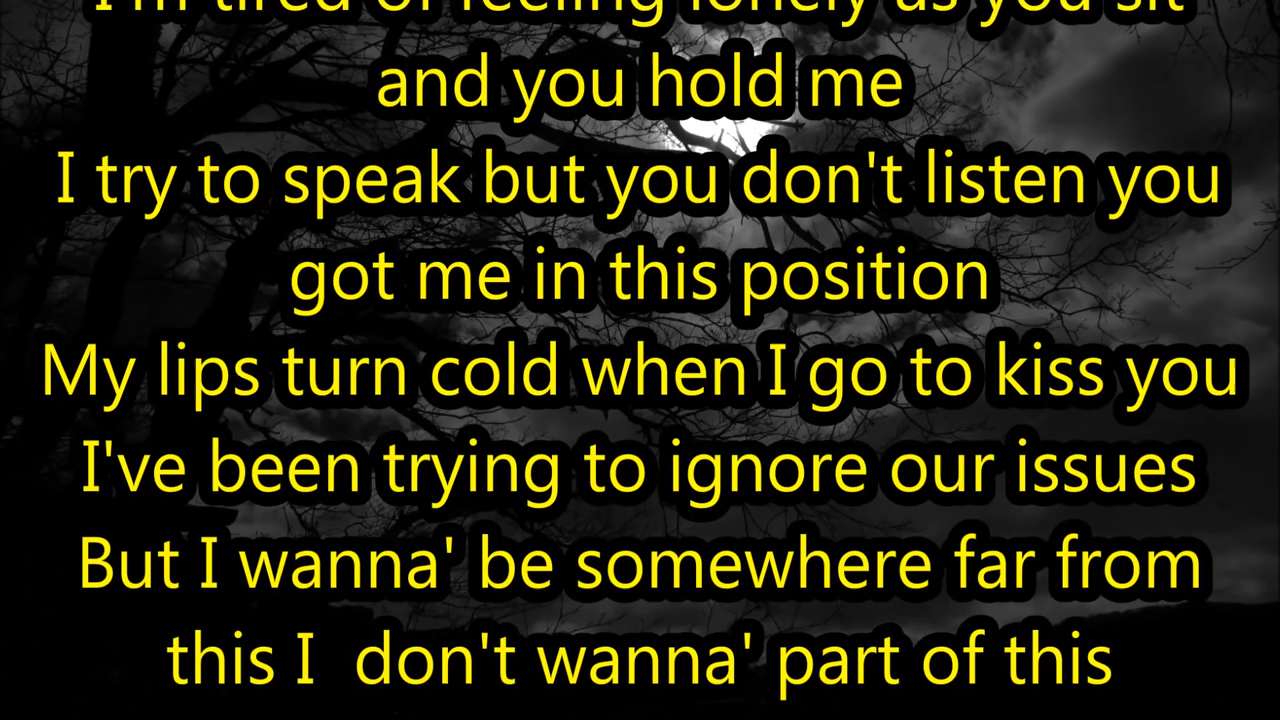 I'm tired of feeling lonely as you sit
and you hold me
I try to speak but you don't listen you
got me in this position
My lips turn cold when I go to kiss you
I've been trying to ignore our issues
But I wanna' be somewhere far from
this I  don't wanna' part of this